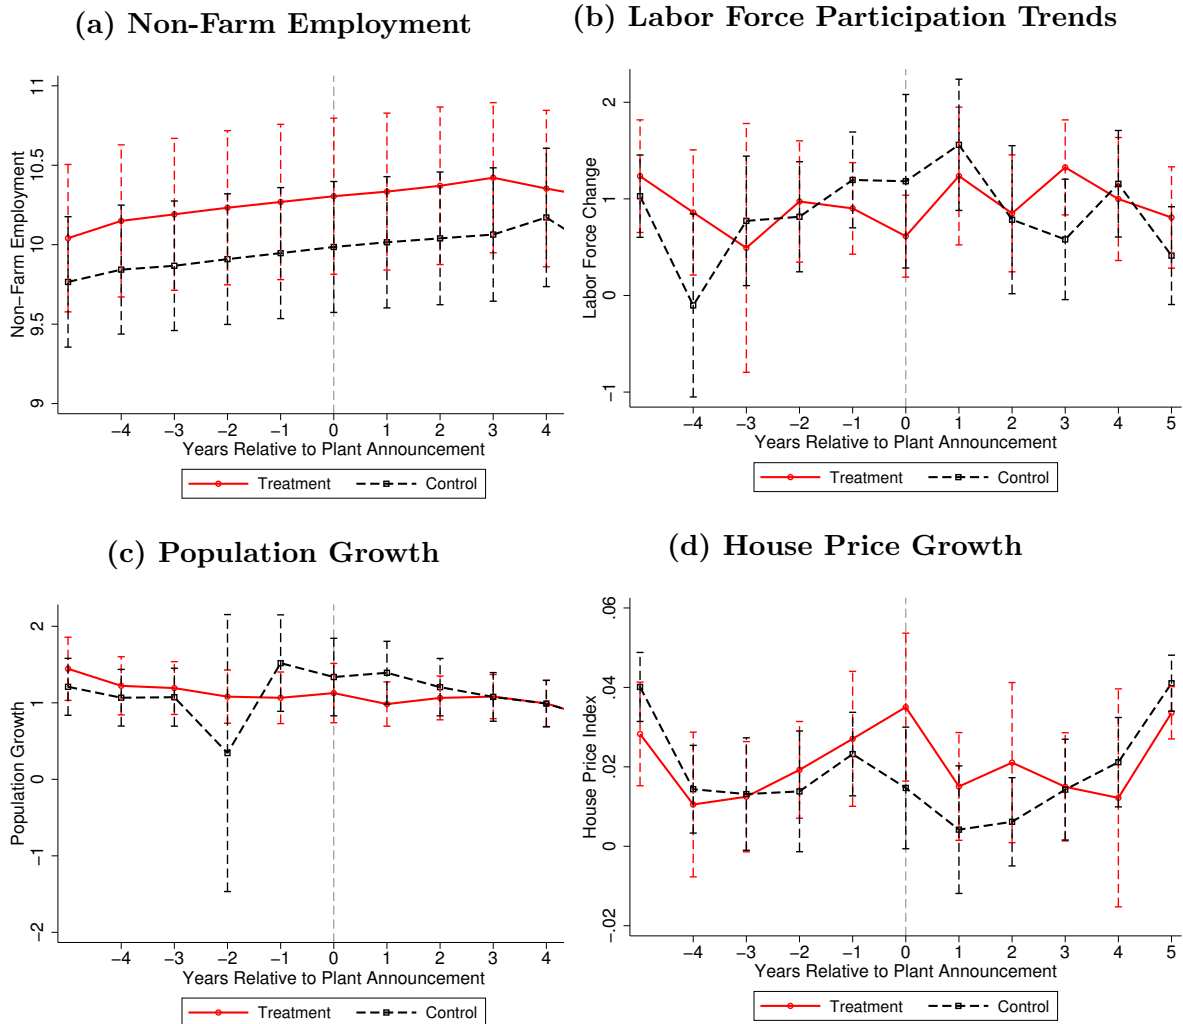 (a) Non-Farm Employment
Non−Farm Employment
11
10.5
10
9.5
9
−4 −3 −2 −1 0 1 2 3 4
Years Relative to Plant Announcement
Treatment Control
(b) Labor Force Participation Trends
Labor Force Change
2
1
0
−1
−4 −3 −2 −1 0 1 2 3 4 5
Years Relative to Plant Announcement
Treatment Control
(c) Population Growth
Population Growth
2
1
0
−1
−2
−4 −3 −2 −1 0 1 2 3 4
Years Relative to Plant Announcement
Treatment Control
(d) House Price Growth
House Price Index
.06
.04
.02
0
−.02
−4 −3 −2 −1 0 1 2 3 4 5
Years Relative to Plant Announcement
Treatment Control